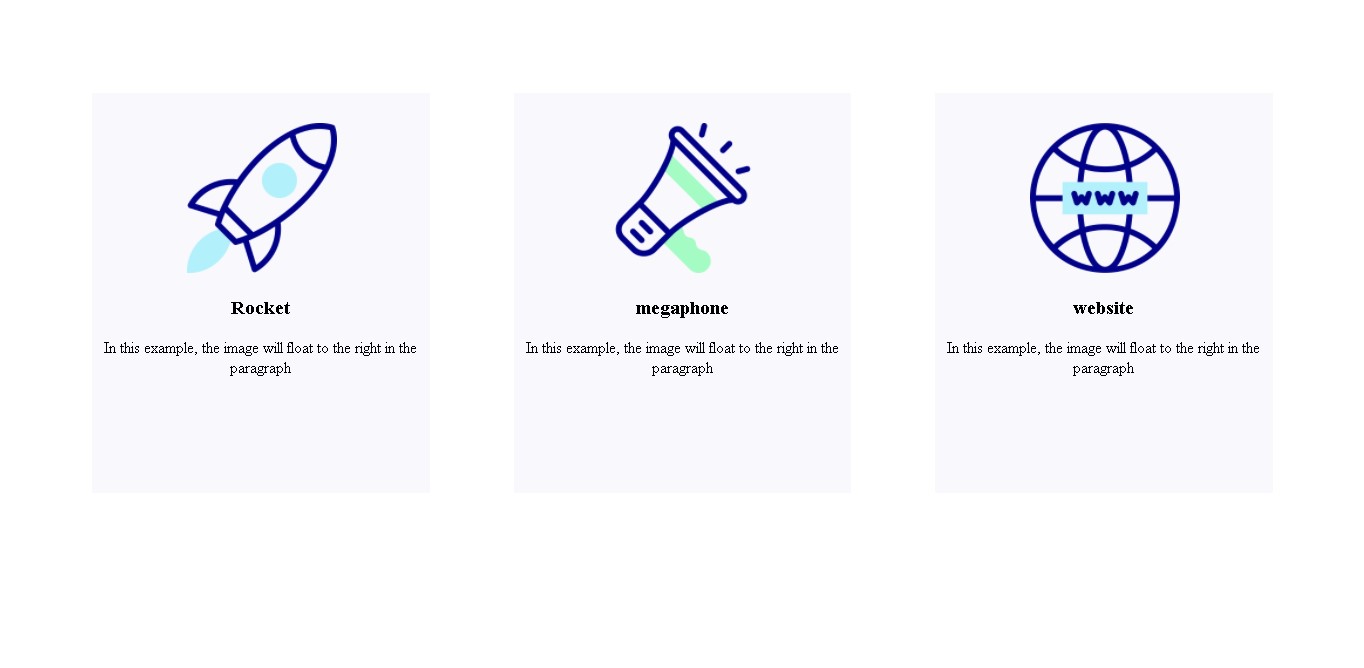 www
Rocket
In this example, the image will float to the right in the
paragraph
megaphone
In this example, the image will float to the right in the
paragraph
website
In this example, the image will float to the right in the
paragraph